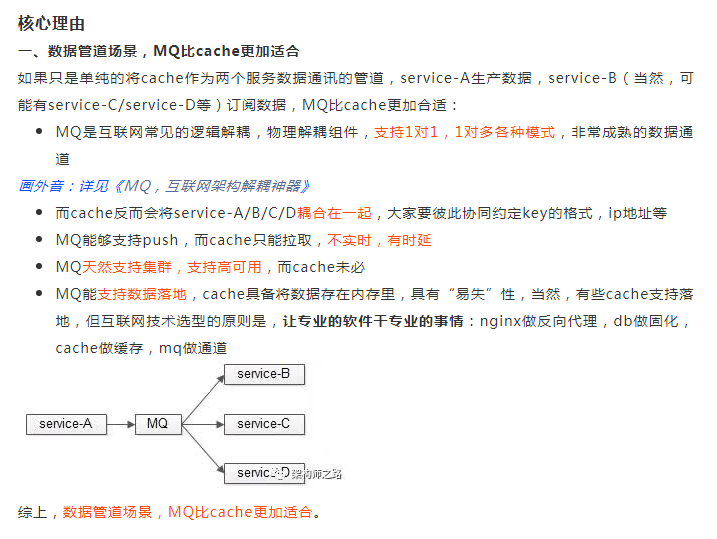 核心理由
一、数据管道场景，MQ比cache更加适合
如果只是单纯的将cache作为两个服务数据通讯的管道，service-A生产数据，service-B（当然，可
能有service-C/service-D等）订阅数据，MQ比cache更加合适：
MQ是互联网常见的逻辑解耦，物理解耦组件，支持1对1，1对多各种模式，非常成熟的数据通
道
画外音：详见《MQ，互联网架构解耦神器》
而cache反而会将service-A/B/C/D耦合在一起，大家要彼此协同约定key的格式，ip地址等
MQ能够支持push，而cache只能拉取，不实时，有时延
MQ天然支持集群，支持高可用，而cache未必
MQ能支持数据落地，cache具备将数据存在内存里，具有“易失”性，当然，有些cache支持落
地，但互联网技术选型的原则是，让专业的软件干专业的事情：nginx做反向代理，db做固化，
cache做缓存，mq做通道
service-B
service-A
MQ
service-C
service-D
架构师之路
综上，数据管道场景，MQ比cache更加适合。